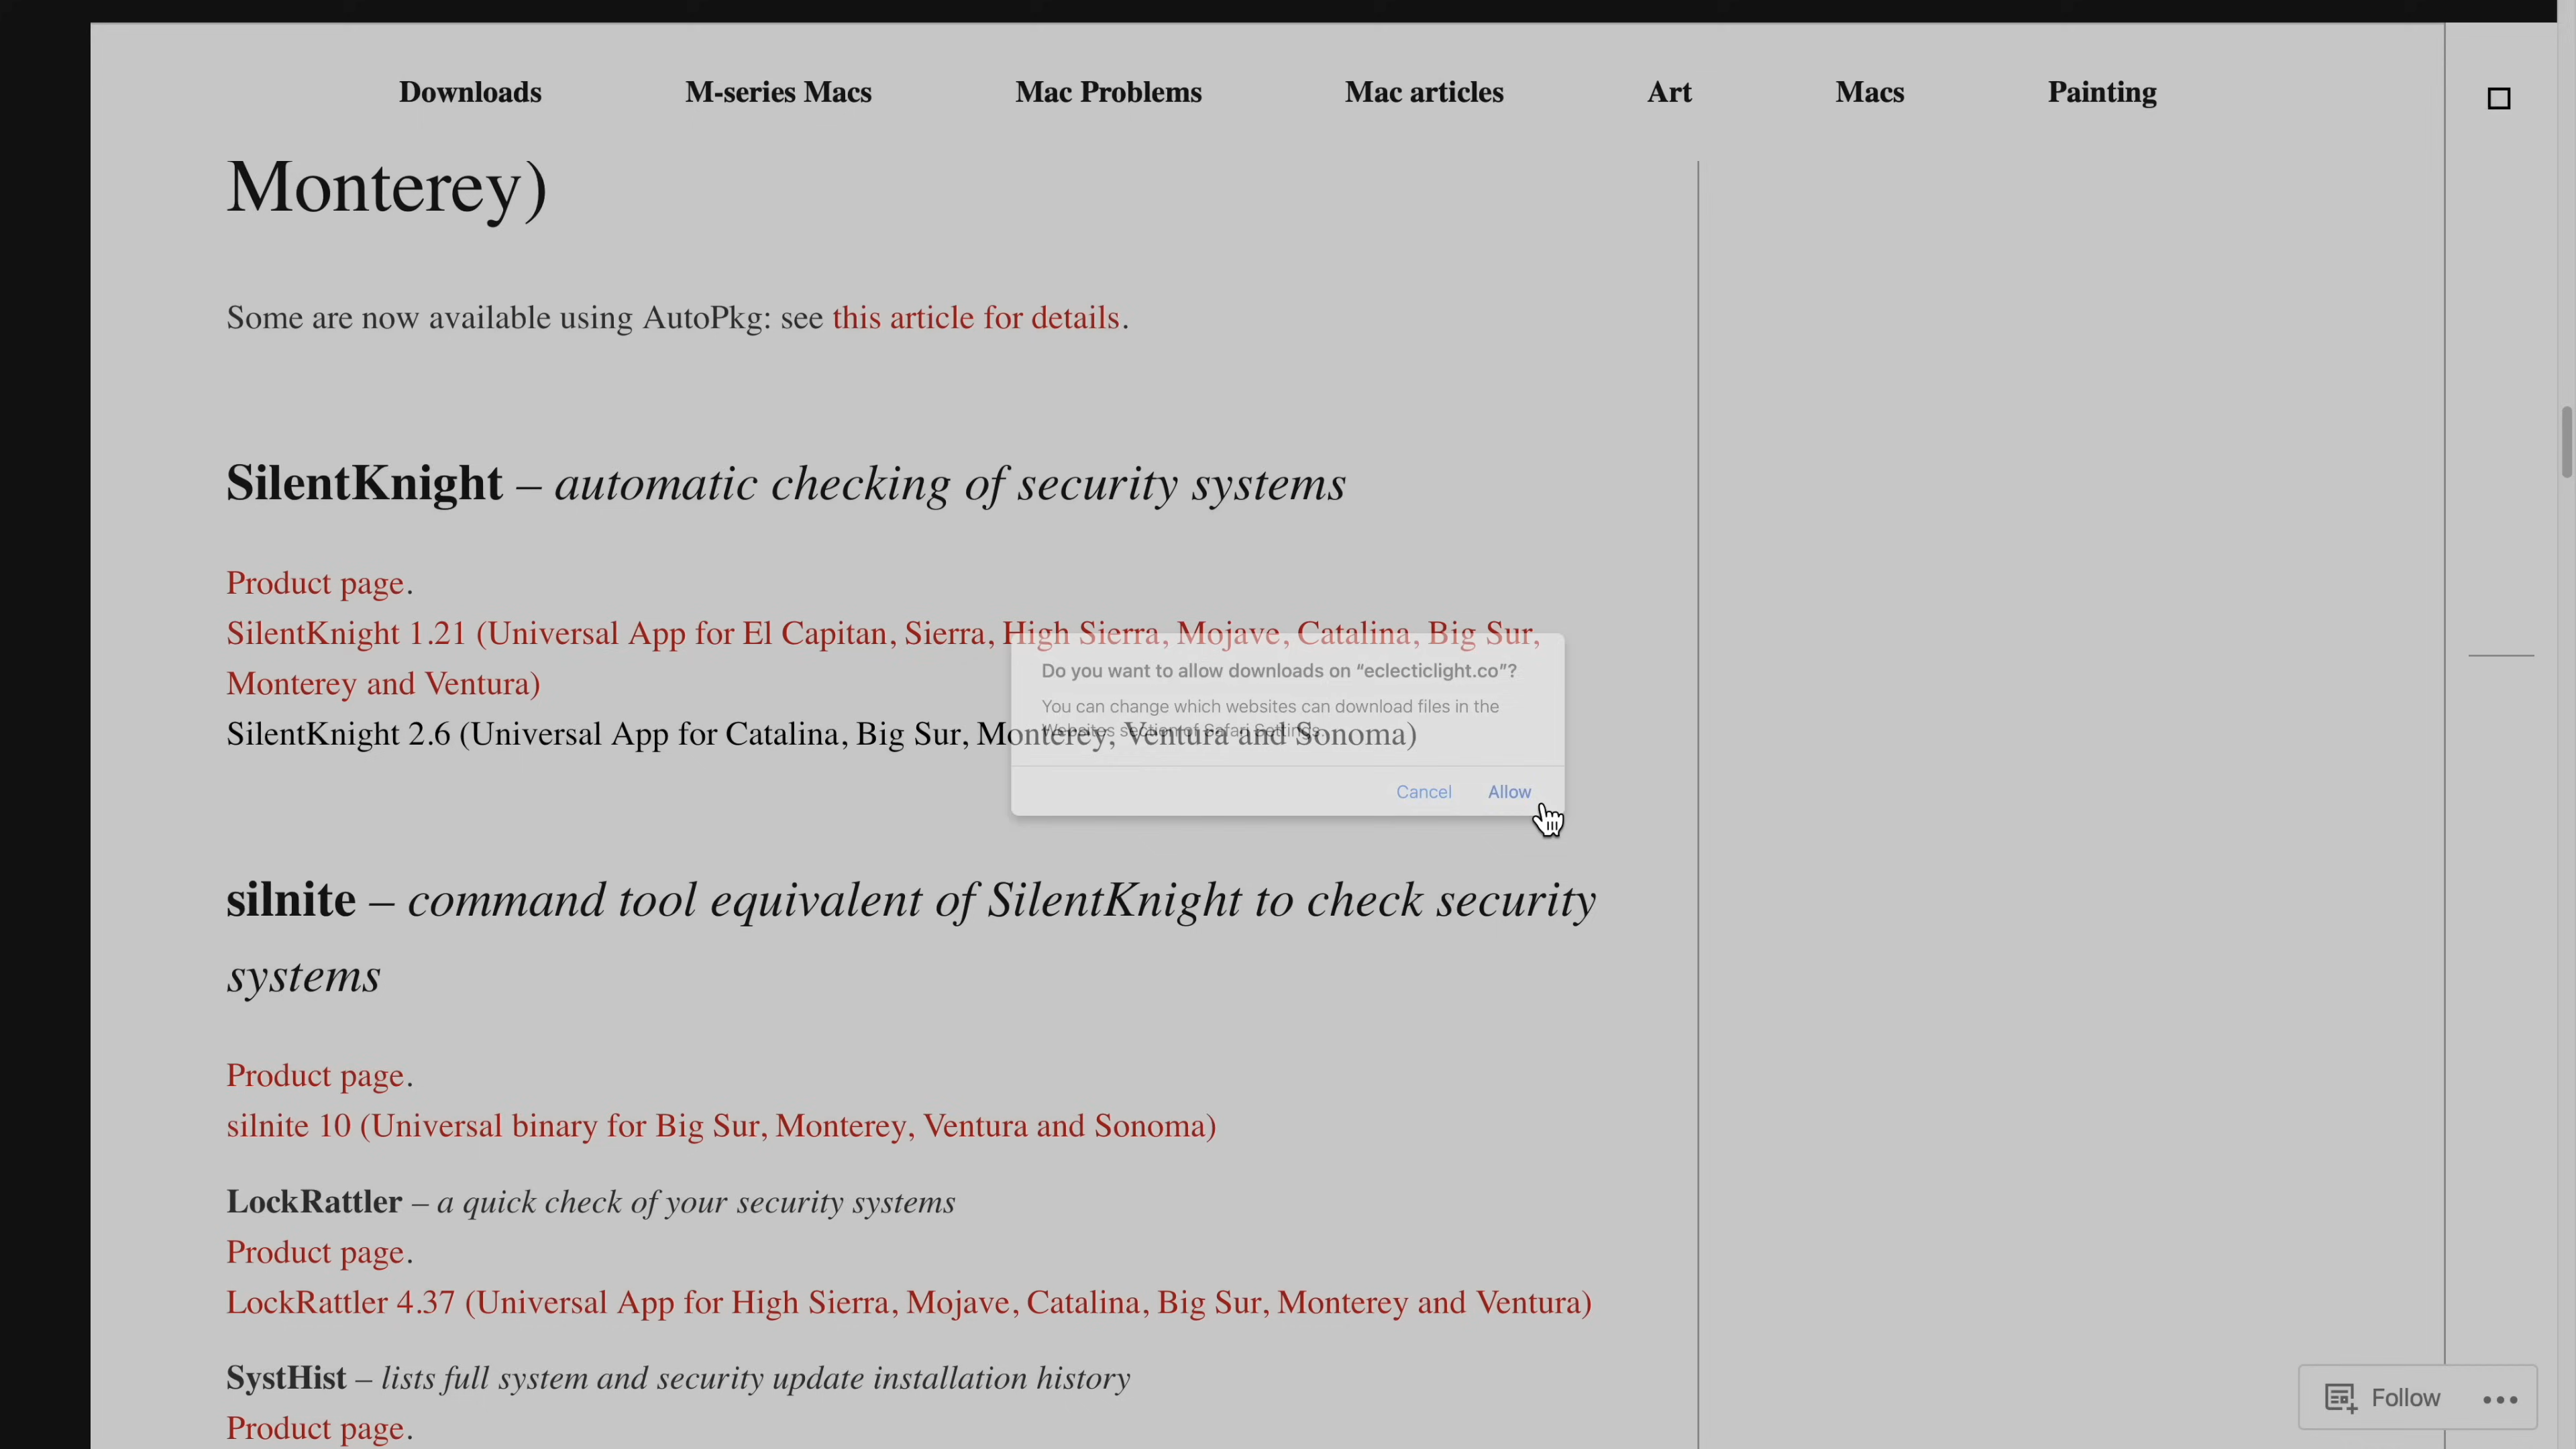 Downloads M-series Macs Mac Problems Mac articles Art Macs Painting
Monterey)
Some are now available using AutoPkg: see this article for details.
SilentKnight – automatic checking of security systems
Product page.
SilentKnight 1.21 (Universal App for El Capitan, Sierra, High Sierra, Mojave, Catalina, Big Sur,
Monterey and Ventura)
SilentKnight 2.6 (Universal App for Catalina, Big Sur, Monterey, Ventura and Sonoma)
Do you want to allow downloads on “eclecticlight.co”?
You can change which websites can download files in the
Websites section of Safari Settings.
Cancel Allow
silnite – command tool equivalent of SilentKnight to check security
systems
Product page.
silnite 10 (Universal binary for Big Sur, Monterey, Ventura and Sonoma)
LockRattler – a quick check of your security systems
Product page.
LockRattler 4.37 (Universal App for High Sierra, Mojave, Catalina, Big Sur, Monterey and Ventura)
SystHist – lists full system and security update installation history
Product page.
Follow